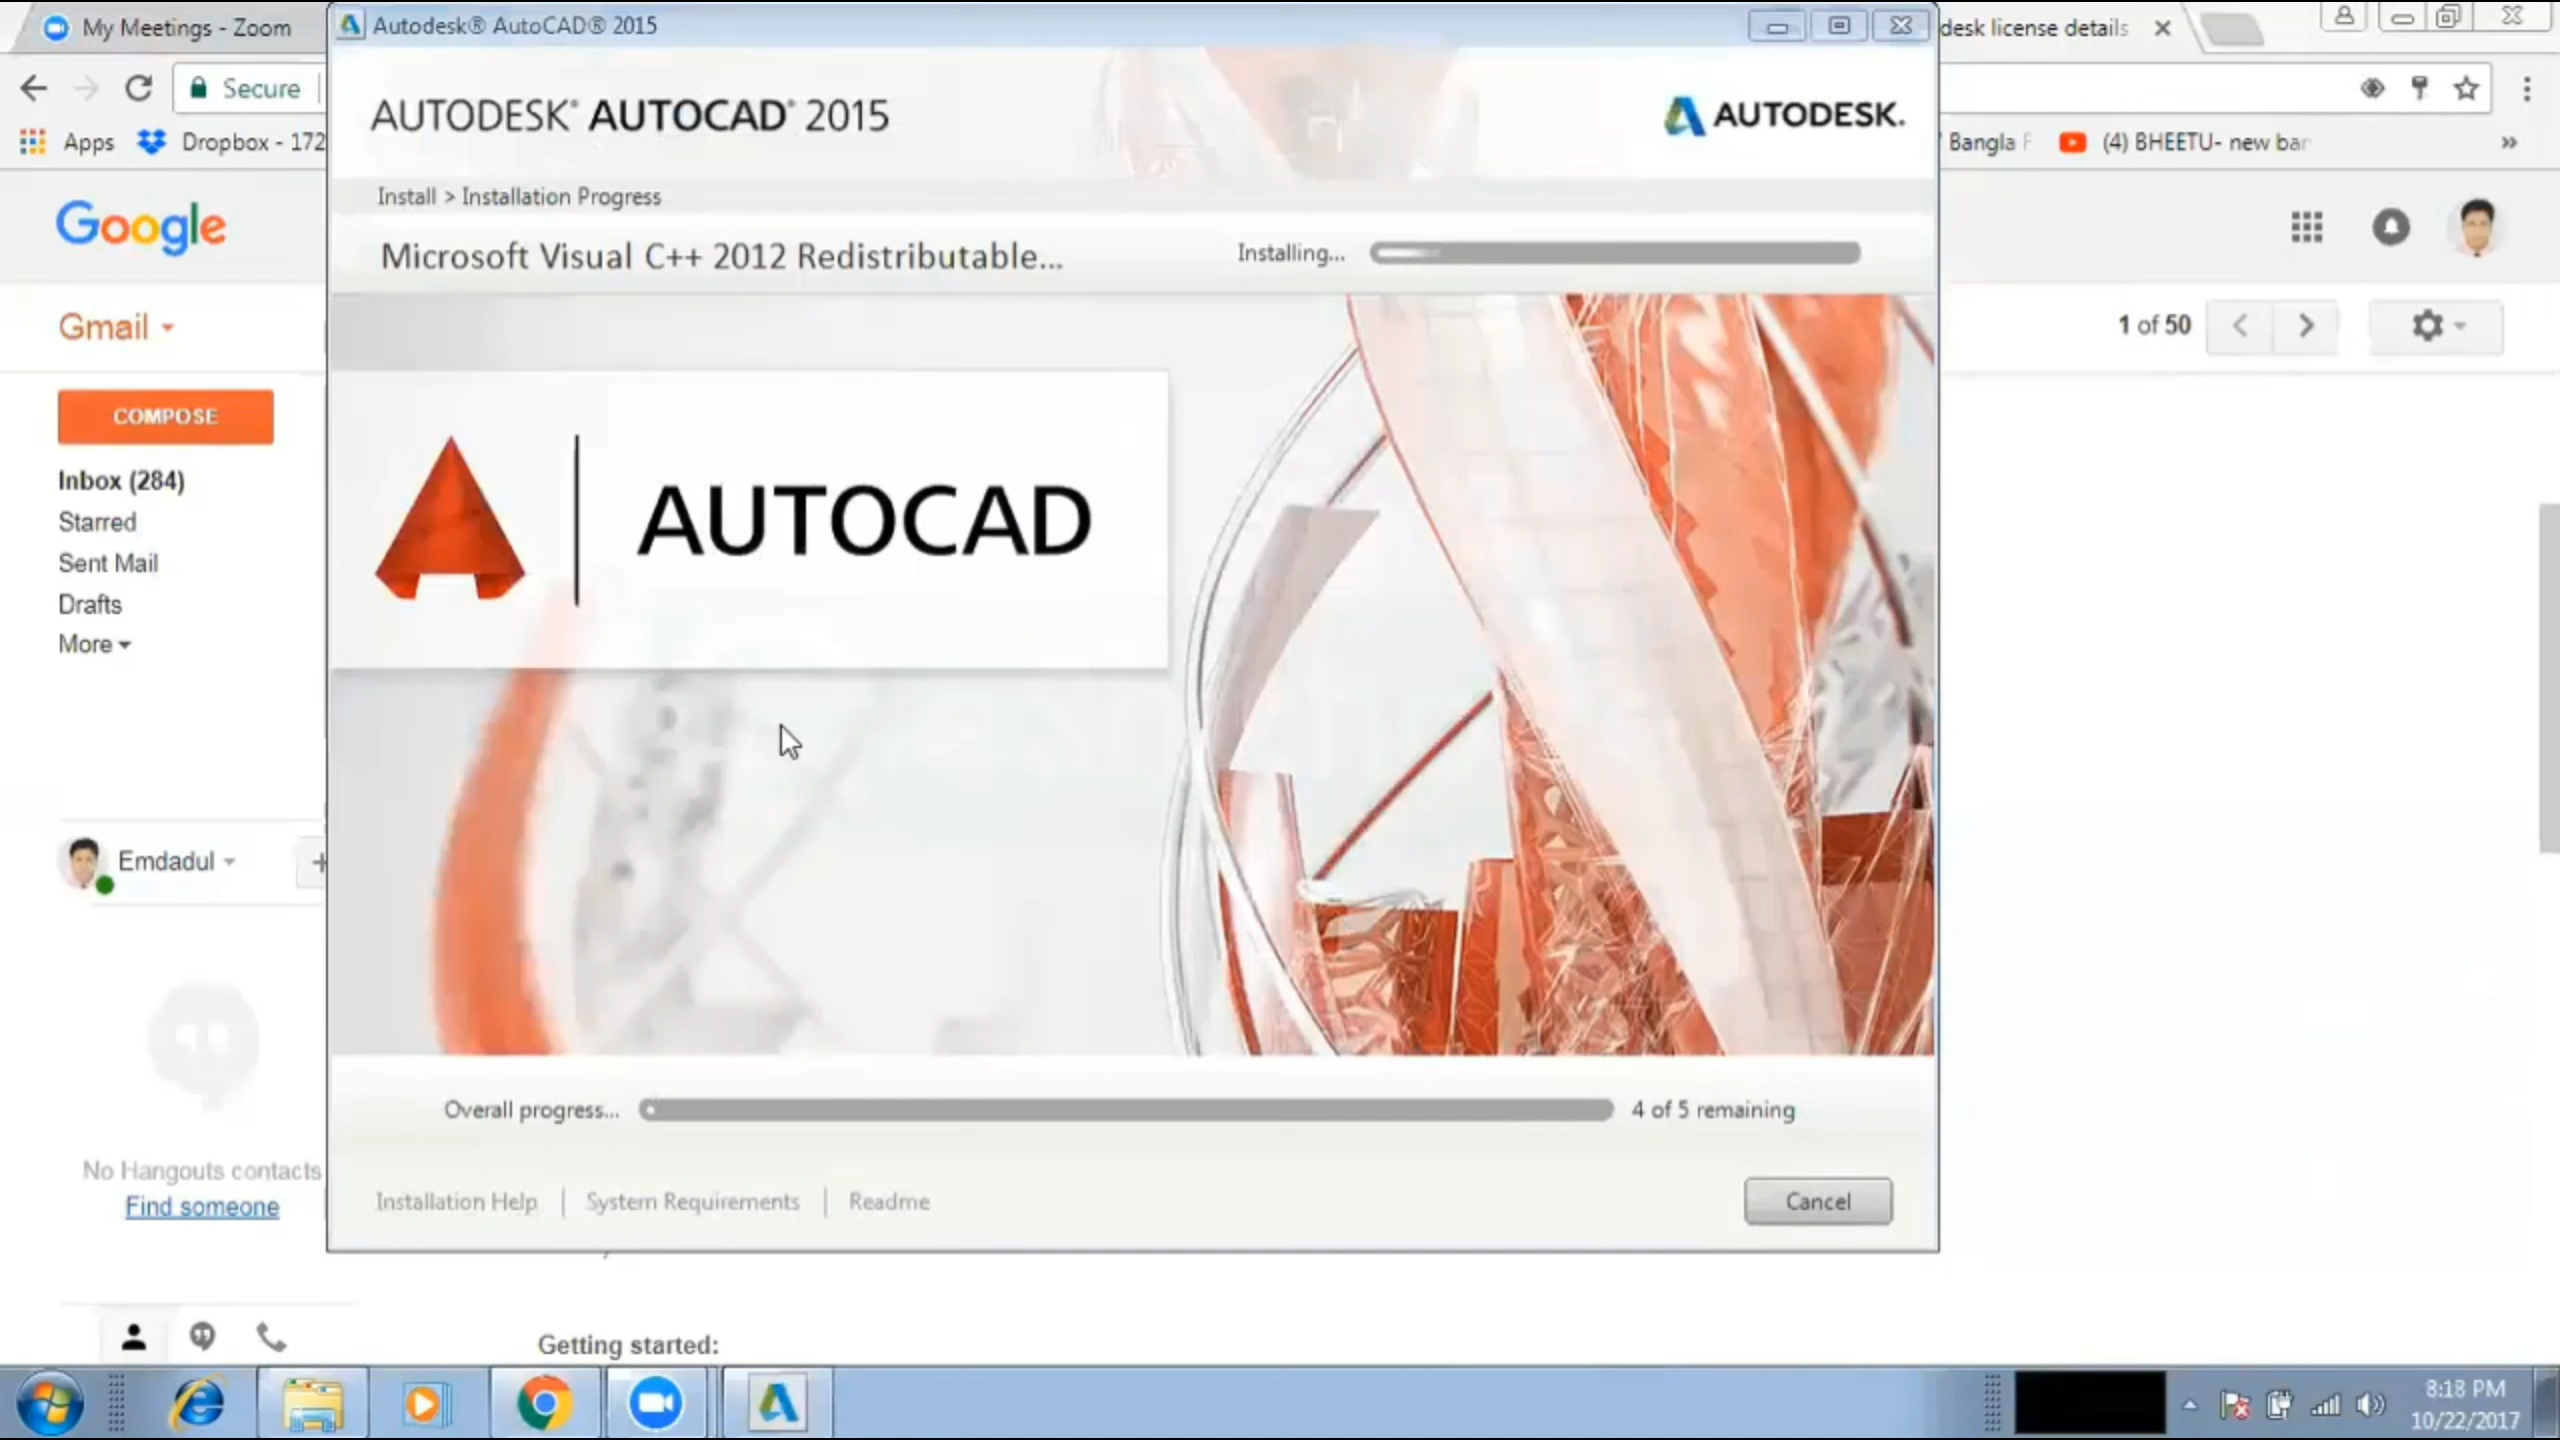 My Meetings - Zoom
Autodesk® AutoCAD® 2015
desk license details
Secure
Apps
Dropbox - 172
Bangla F
(4) BHEETU- new ban
AUTODESK® AUTOCAD® 2015
AUTODESK.
Install > Installation Progress
Microsoft Visual C++ 2012 Redistributable...
Installing...
Google
Gmail
1 of 50
COMPOSE
Inbox (284)
Starred
Sent Mail
Drafts
More
AUTOCAD
Emdadul
No Hangouts contacts
Find someone
Overall progress...
4 of 5 remaining
Installation Help
System Requirements
Readme
Cancel
Getting started:
8:18 PM
10/22/2017